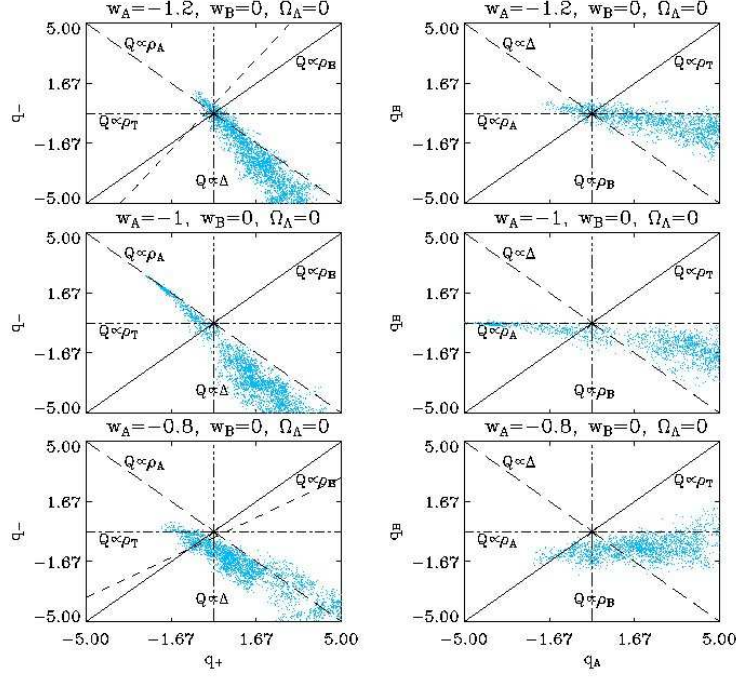 w_A=−1.2, w_B=0, Ω_Λ=0
w_A=−1.2, w_B=0, Ω_Λ=0
5.00
1.67
−1.67
−5.00
q_−
Q∝ρ_A
Q∝ρ_B
Q∝ρ_T
Q∝Δ
5.00
1.67
−1.67
−5.00
q_B
Q∝Δ
Q∝ρ_T
Q∝ρ_A
Q∝ρ_B
w_A=−1, w_B=0, Ω_Λ=0
w_A=−1, w_B=0, Ω_Λ=0
5.00
1.67
−1.67
−5.00
q_−
Q∝ρ_A
Q∝ρ_B
Q∝ρ_T
Q∝Δ
5.00
1.67
−1.67
−5.00
q_B
Q∝Δ
Q∝ρ_T
Q∝ρ_A
Q∝ρ_B
w_A=−0.8, w_B=0, Ω_Λ=0
w_A=−0.8, w_B=0, Ω_Λ=0
5.00
1.67
−1.67
−5.00
q_−
Q∝ρ_A
Q∝ρ_B
Q∝ρ_T
Q∝Δ
5.00
1.67
−1.67
−5.00
q_B
Q∝Δ
Q∝ρ_T
Q∝ρ_A
Q∝ρ_B
−5.00 −1.67 1.67 5.00
q_+
−5.00 −1.67 1.67 5.00
q_A